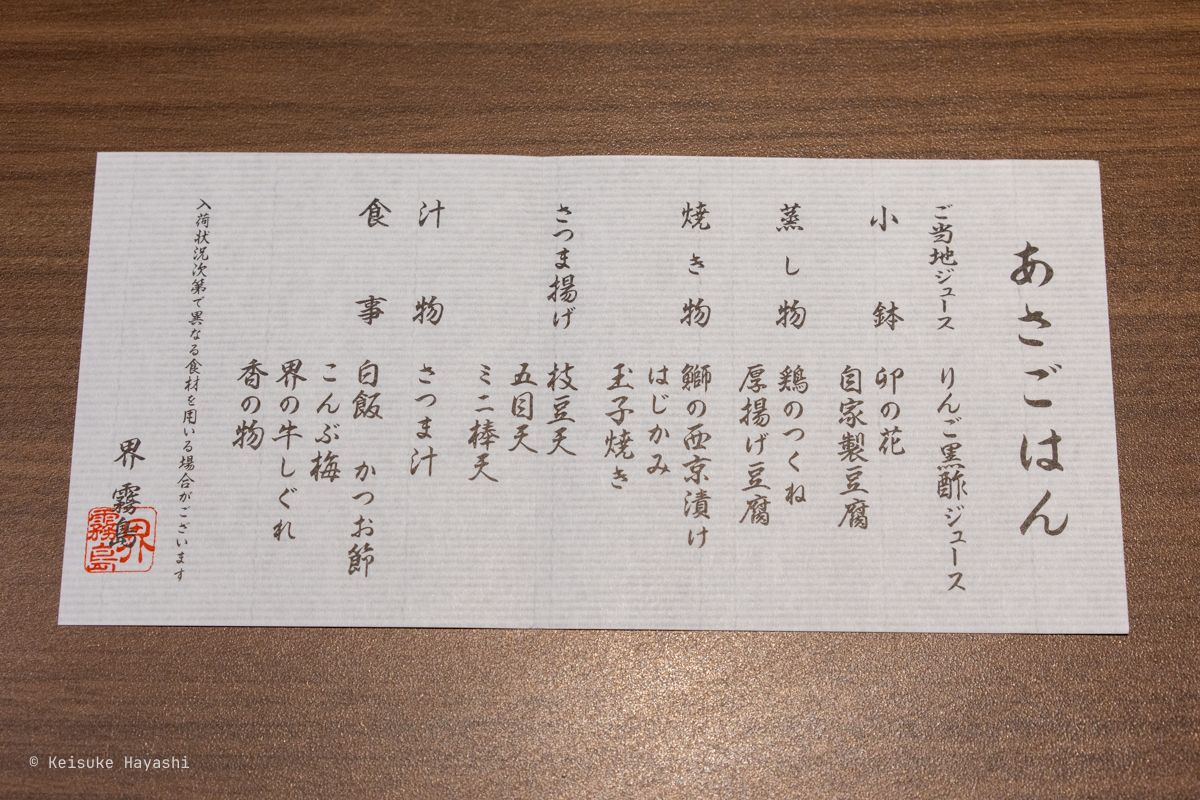 あさごはん
ご当地ジュース　りんご黒酢ジュース
小鉢　卯の花
自家製豆腐
蒸し物　鶏のつくね
厚揚げ豆腐
焼き物　鰤の西京漬け
はじかみ
玉子焼き
さつま揚げ　枝豆天
五目天
ミニ棒天
汁物　さつま汁
食事　白飯　かつお節
こんぶ梅
界の牛しぐれ
香の物
入荷状況次第で異なる食材を用いる場合がございます
界　霧島
界霧島
© Keisuke Hayashi